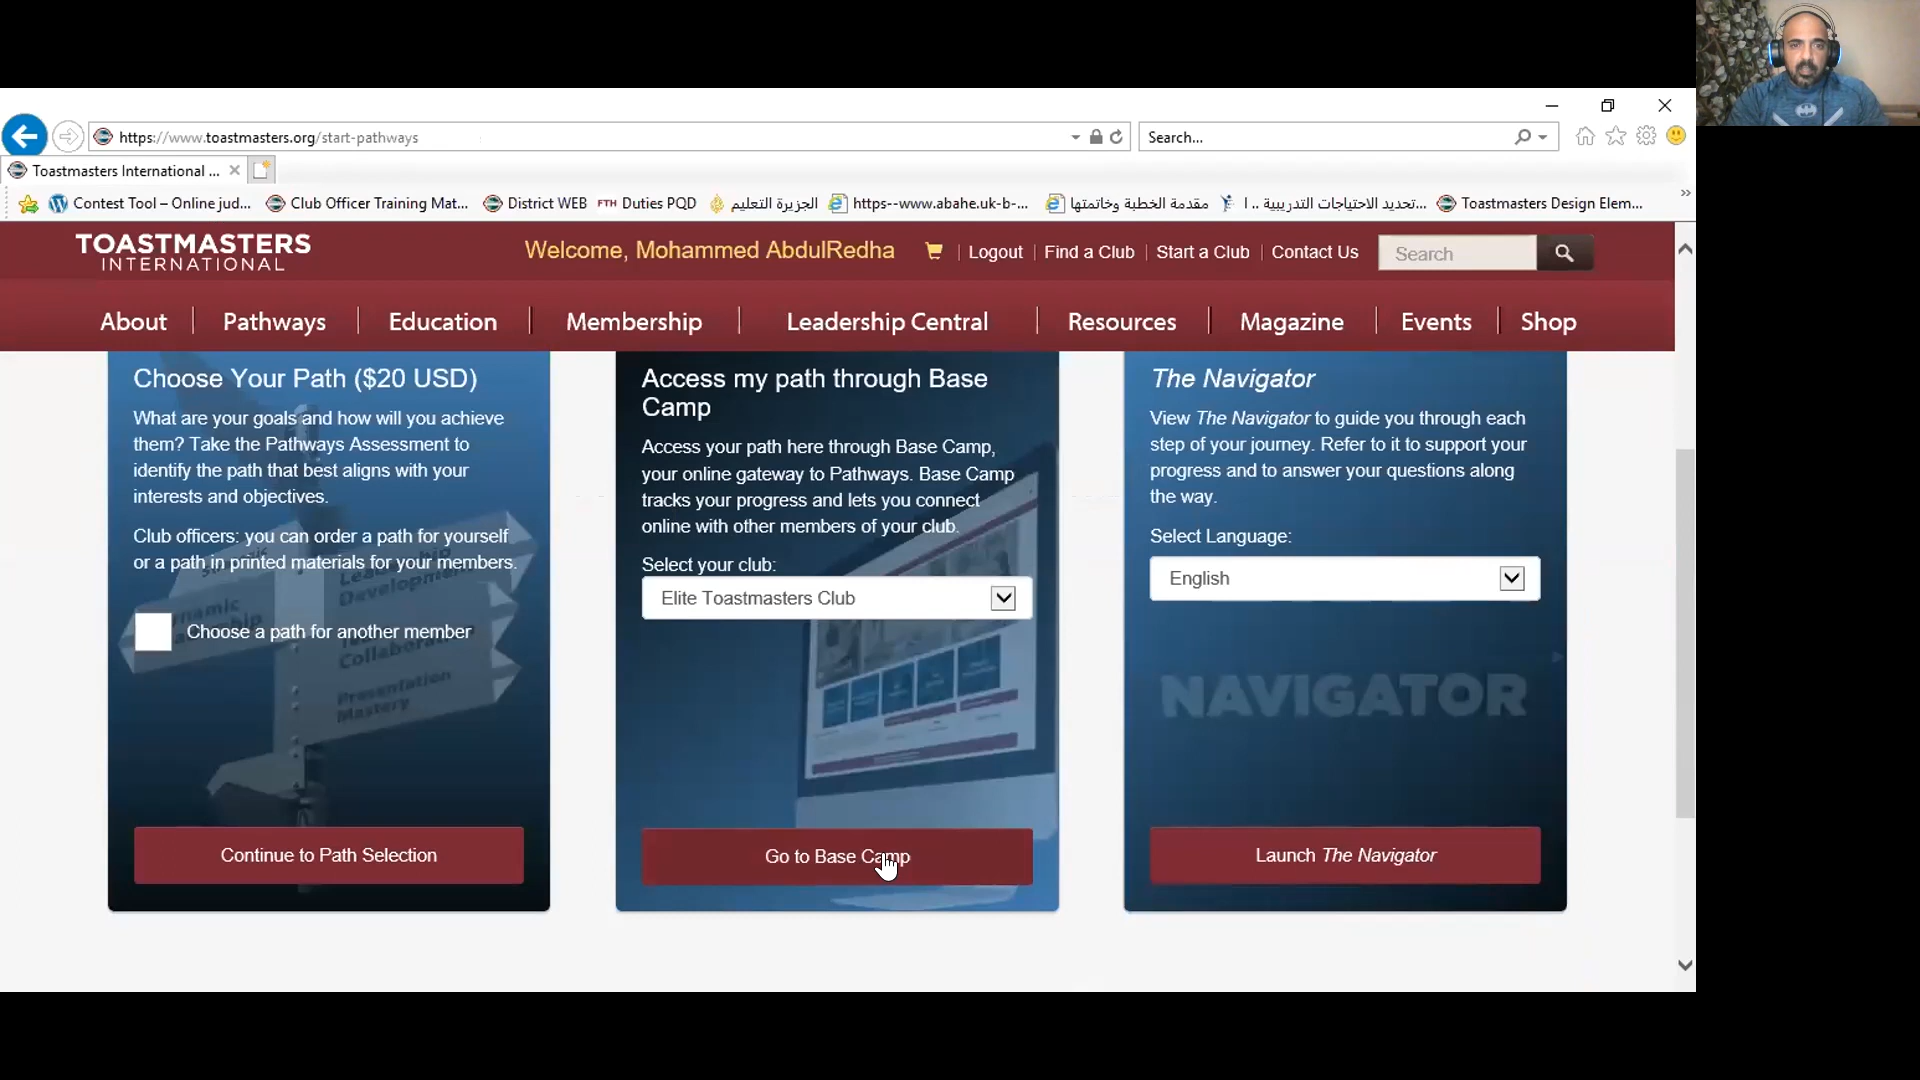 https://www.toastmasters.org/start-pathways
Search...
Toastmasters International ...
Contest Tool – Online jud...
Club Officer Training Mat...
District WEB
FTH Duties PQD
الجزيرة التعليم
https--www.abahe.uk-b-...
مقدمة الخطبة وخاتمتها
تحديد الاحتياجات التدريبية .. ا...
Toastmasters Design Elem...
TOASTMASTERS
INTERNATIONAL
Welcome, Mohammed AbdulRedha
Logout
Find a Club
Start a Club
Contact Us
Search
About
Pathways
Education
Membership
Leadership Central
Resources
Magazine
Events
Shop
Choose Your Path ($20 USD)
What are your goals and how will you achieve
them? Take the Pathways Assessment to
identify the path that best aligns with your
interests and objectives.
Club officers: you can order a path for yourself
or a path in printed materials for your members.
Leadership
Development
Dynamic
Leadership
Collaboration
Presentation
Mastery
Choose a path for another member
Continue to Path Selection
Access my path through Base
Camp
Access your path here through Base Camp,
your online gateway to Pathways. Base Camp
tracks your progress and lets you connect
online with other members of your club.
Select your club:
Elite Toastmasters Club
Go to Base Camp
The Navigator
View The Navigator to guide you through each
step of your journey. Refer to it to support your
progress and to answer your questions along
the way.
Select Language:
English
NAVIGATOR
Launch The Navigator